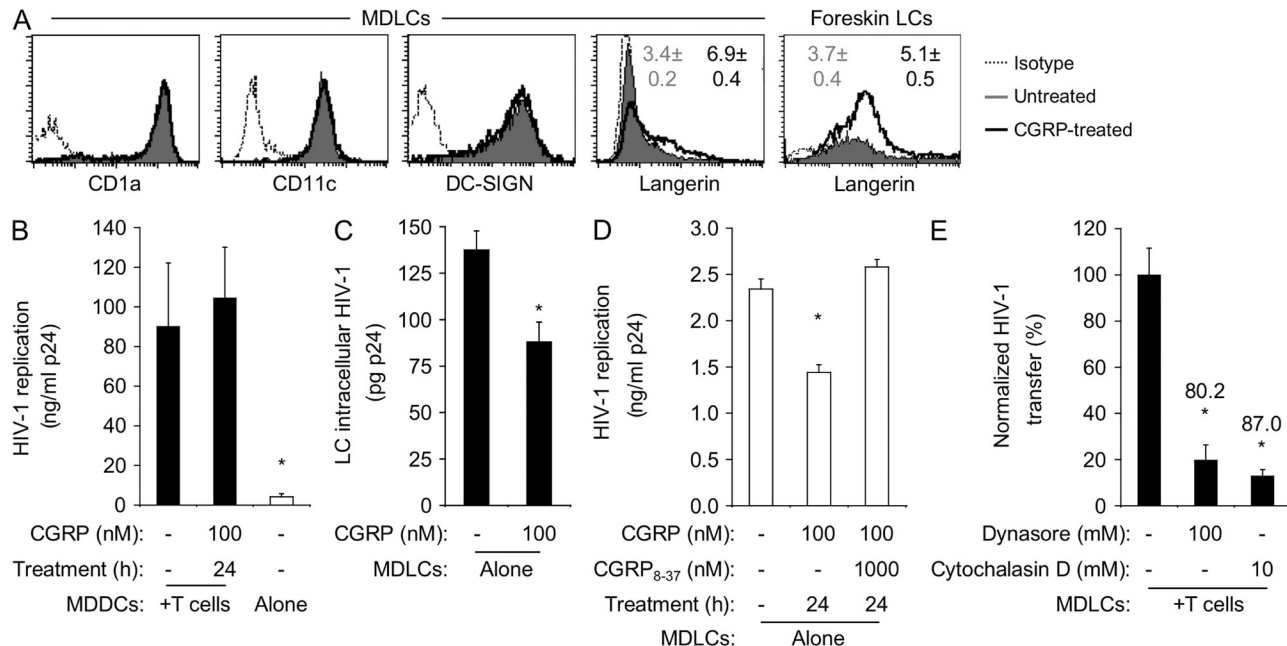 A
MDLCs
Foreskin LCs
3.4± 6.9±
0.2 0.4
3.7± 5.1±
0.4 0.5
CD1a
CD11c
DC-SIGN
Langerin
Langerin
Isotype
Untreated
CGRP-treated
B
HIV-1 replication
(ng/ml p24)
140
120
100
80
60
40
20
0
*
CGRP (nM): - 100 -
Treatment (h): - 24 -
MDDCs: +T cells Alone
C
LC intracellular HIV-1
(pg p24)
150
125
100
75
50
25
0
*
CGRP (nM): - 100
MDLCs: Alone
D
HIV-1 replication
(ng/ml p24)
3.0
2.5
2.0
1.5
1.0
0.5
0.0
*
CGRP (nM): - 100 100
CGRP8-37 (nM): - - 1000
Treatment (h): - 24 24
MDLCs: Alone
E
Normalized HIV-1
transfer (%)
120
100
80
60
40
20
0
80.2
*
87.0
*
Dynasore (mM): - 100 -
Cytochalasin D (mM): - - 10
MDLCs: +T cells